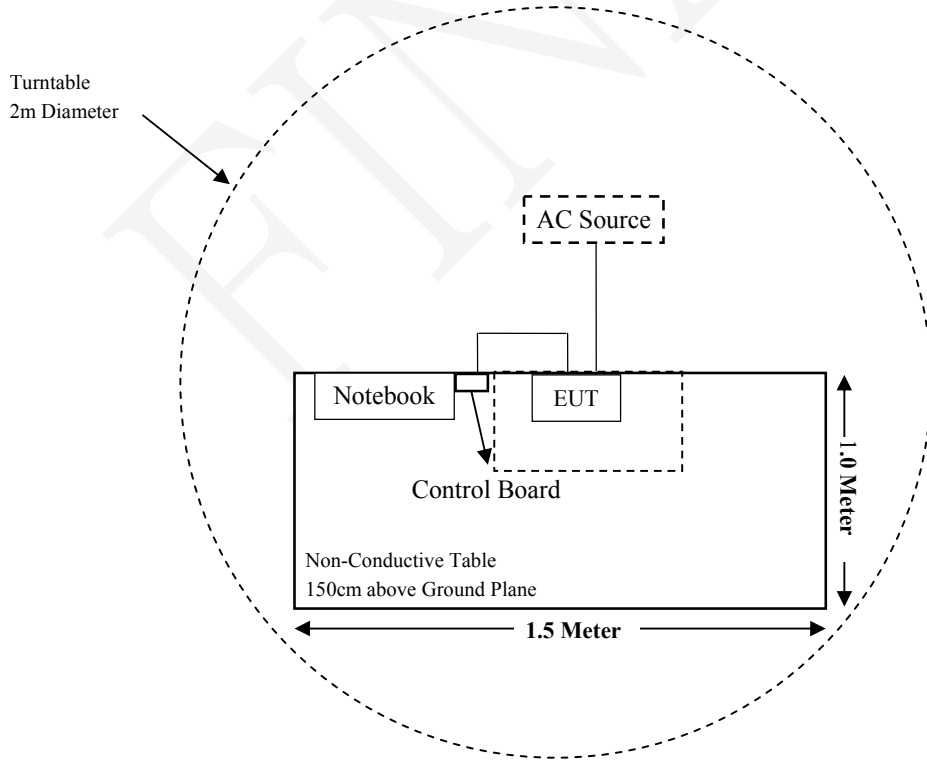 Turntable
2m Diameter
AC Source
Notebook
EUT
Control Board
1.0 Meter
Non-Conductive Table
150cm above Ground Plane
1.5 Meter